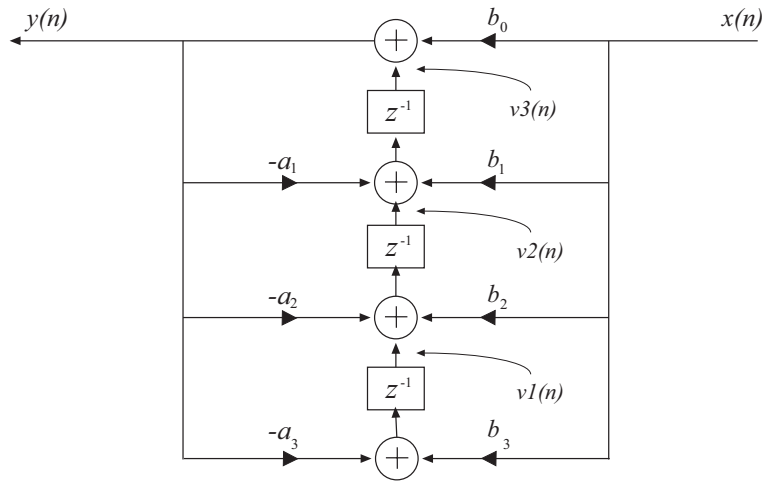 y(n) b₀ x(n)
z⁻¹ v3(n)
-a₁ b₁
z⁻¹ v2(n)
-a₂ b₂
z⁻¹ v1(n)
-a₃ b₃